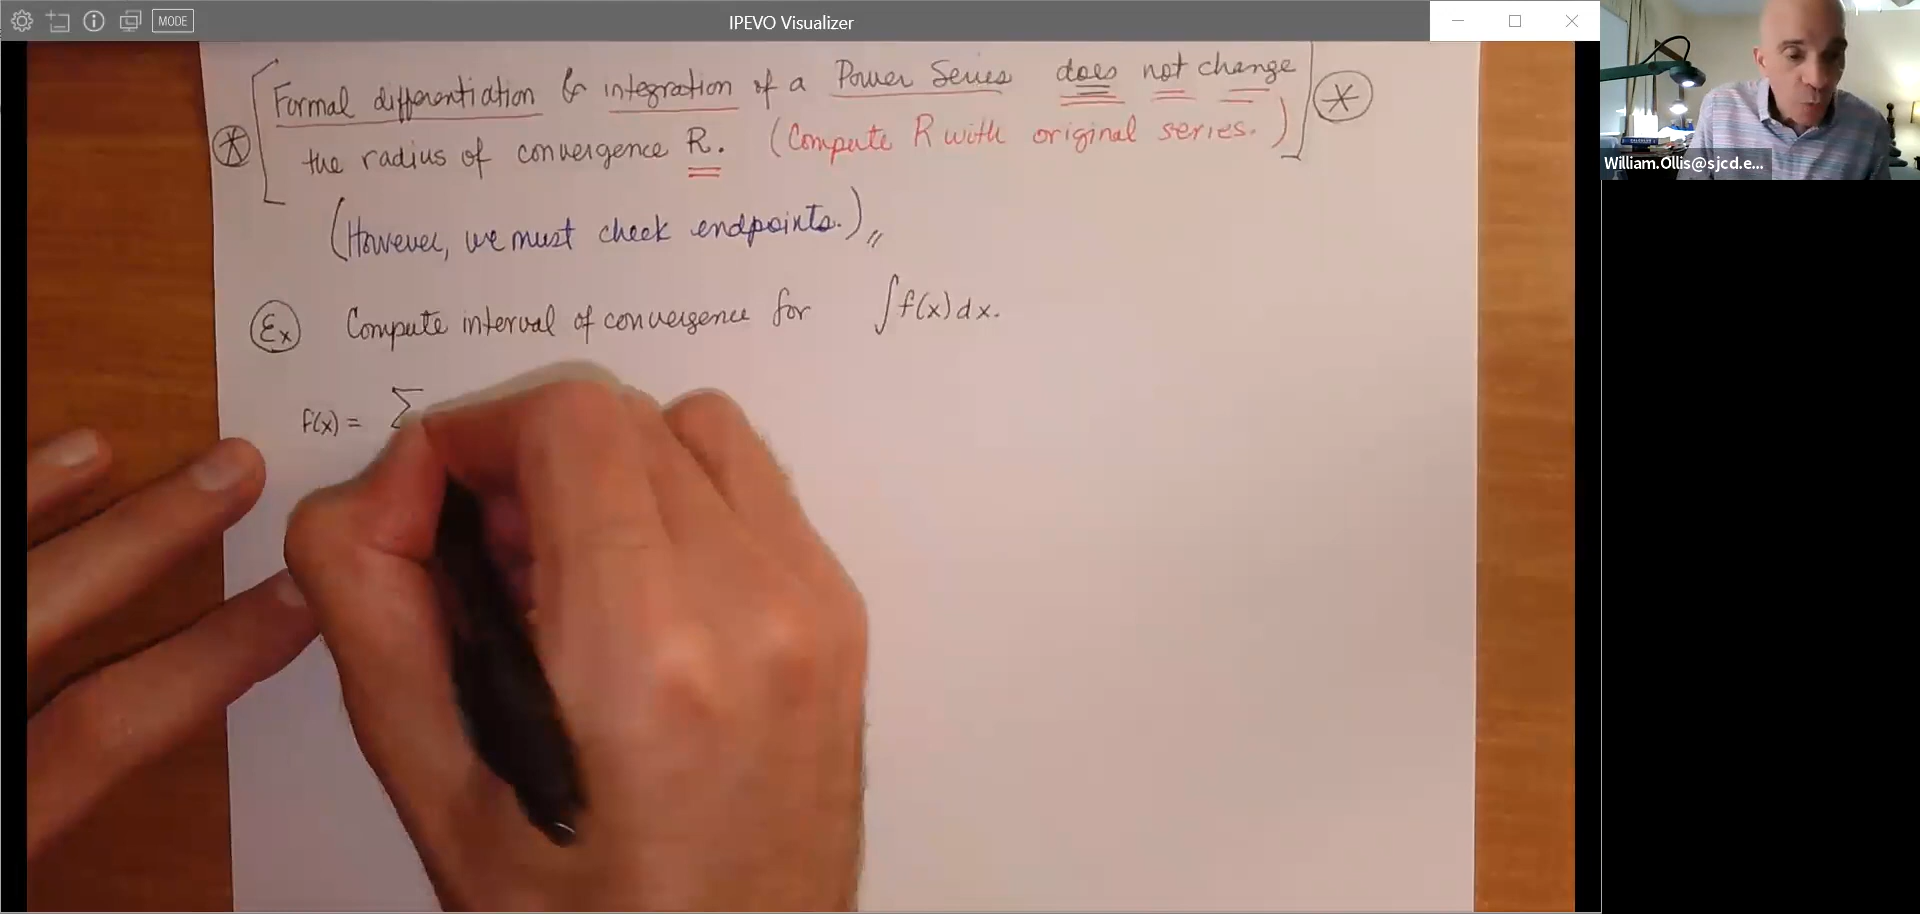 MODE
IPEVO Visualizer
Formal differentiation & integration of a Power Series does not change
the radius of convergence R. (Compute R with original series.)
(However, we must check endpoints.)
Ex Compute interval of convergence for ∫f(x)dx.
f(x) = Σ
William.Ollis@sjcd.e...